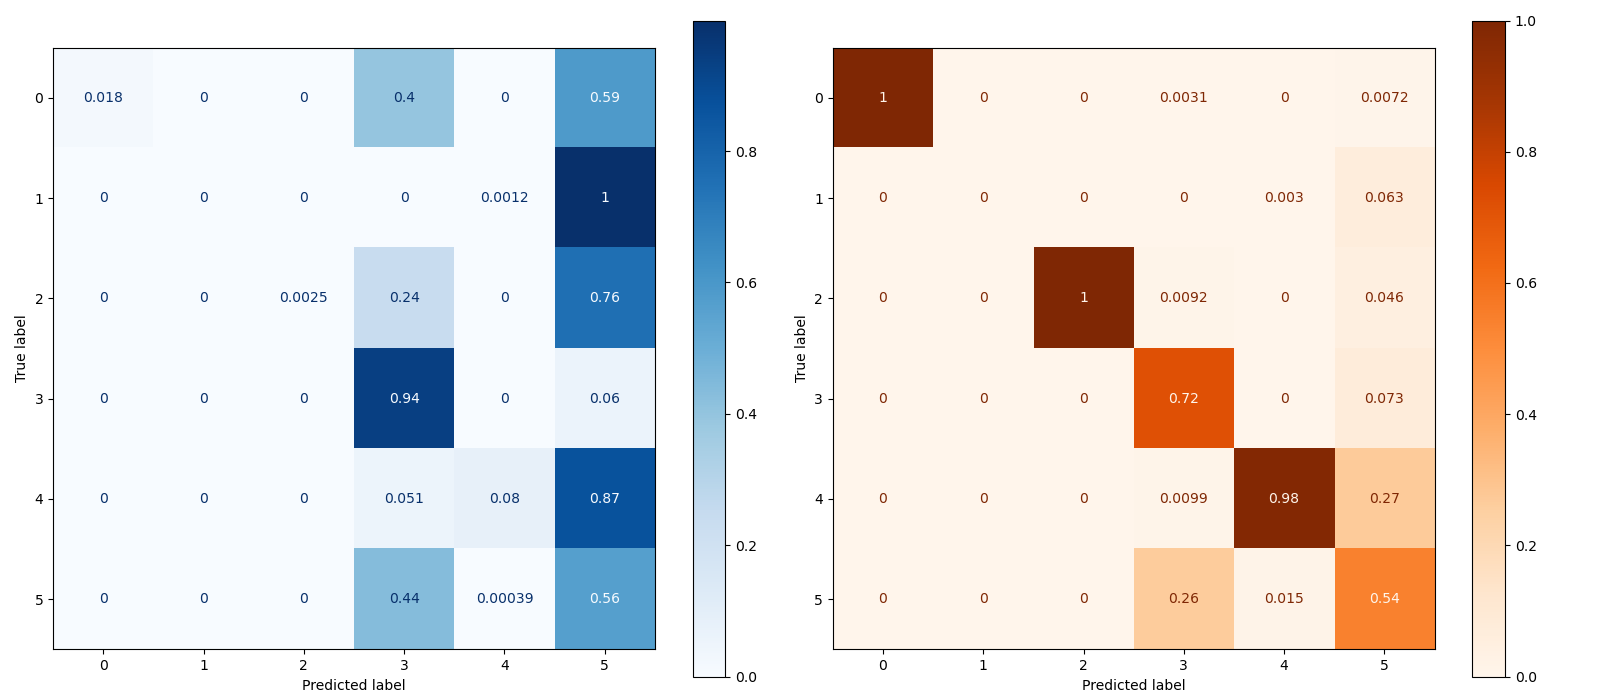 0 0.018 0 0 0.4 0 0.59
1 0 0 0 0 0.0012 1
2 0 0 0.0025 0.24 0 0.76
3 0 0 0 0.94 0 0.06
4 0 0 0 0.051 0.08 0.87
5 0 0 0 0.44 0.00039 0.56
0 1 2 3 4 5
True label
Predicted label
0.8
0.6
0.4
0.2
0.0
0 1 0 0 0.0031 0 0.0072
1 0 0 0 0 0.003 0.063
2 0 0 1 0.0092 0 0.046
3 0 0 0 0.72 0 0.073
4 0 0 0 0.0099 0.98 0.27
5 0 0 0 0.26 0.015 0.54
0 1 2 3 4 5
True label
Predicted label
1.0
0.8
0.6
0.4
0.2
0.0